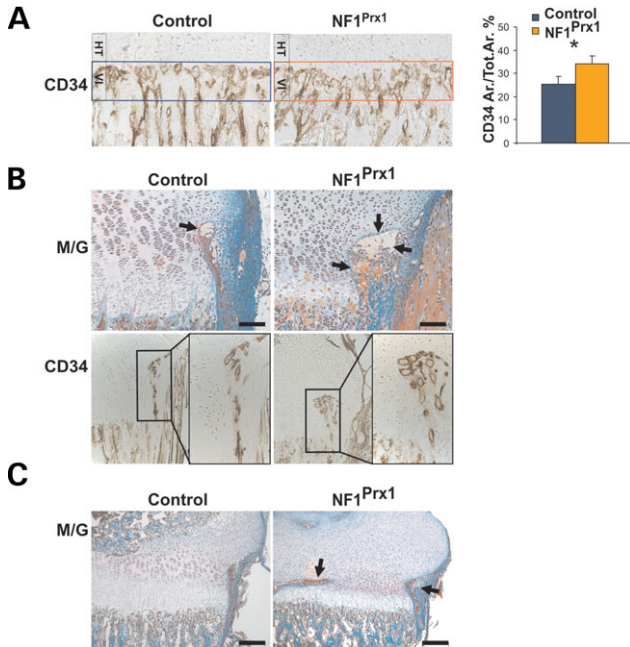 A
Control
NF1Prx1
CD34
HT
VI
HT
VI
CD34 Ar./Tot.Ar. %
50
40
30
20
10
0
Control
NF1Prx1
*
B
Control
NF1Prx1
M/G
CD34
C
Control
NF1Prx1
M/G